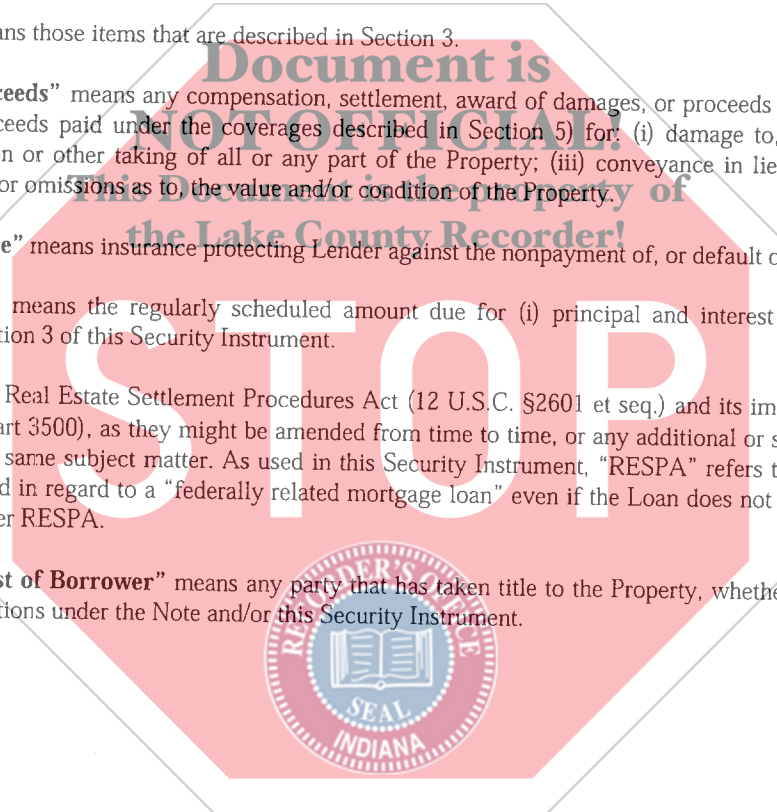 ans those items that are described in Section 3.
Document is
ceeds” means any compensation, settlement, award of damages, or proceeds
NOT OFFICIAL!
ceeds paid under the coverages described in Section 5) for: (i) damage to,
n or other taking of all or any part of the Property; (iii) conveyance in lie
This Document is the property of
or omissions as to, the value and/or condition of the Property.
the Lake County Recorder!
e” means insurance protecting Lender against the nonpayment of, or default o
means the regularly scheduled amount due for (i) principal and interest
tion 3 of this Security Instrument.
STOP
Real Estate Settlement Procedures Act (12 U.S.C. §2601 et seq.) and its im
art 3500), as they might be amended from time to time, or any additional or s
same subject matter. As used in this Security Instrument, “RESPA” refers t
d in regard to a “federally related mortgage loan” even if the Loan does not
er RESPA.
st of Borrower” means any party that has taken title to the Property, whethe
tions under the Note and/or this Security Instrument.
RECORDER'S OFFICE
SEAL
INDIANA